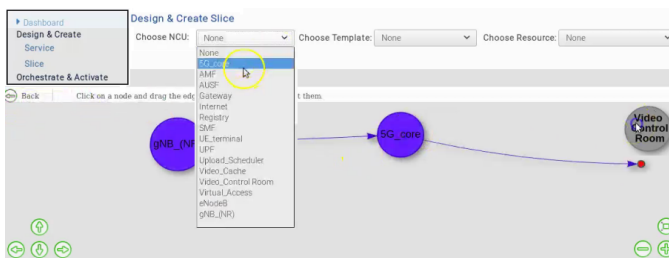 Dashboard
Design & Create
Service
Slice
Orchestrate & Activate
Design & Create Slice
Choose NCU: None
Choose Template: None
Choose Resource: None
None
5G_core
AMF
AUSF
Gateway
Internet
Registry
SMF
UE_terminal
UPF
Upload_Scheduler
Video_Cache
Video_Control Room
Virtual_Access
eNodeB
gNB_(NR)
Back
Click on a node and drag the edg t them
gNB_(NR
5G_core
Video
Control
Room